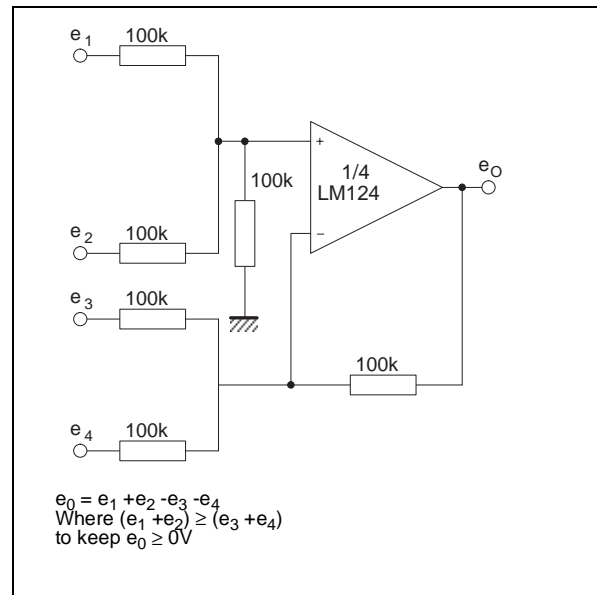 e1
100k
100k
+
1/4
LM124
eO
e2
100k
−
e3
100k
100k
e4
100k
e0 = e1 +e2 -e3 -e4
Where (e1 +e2) ≥ (e3 +e4)
to keep e0 ≥ 0V